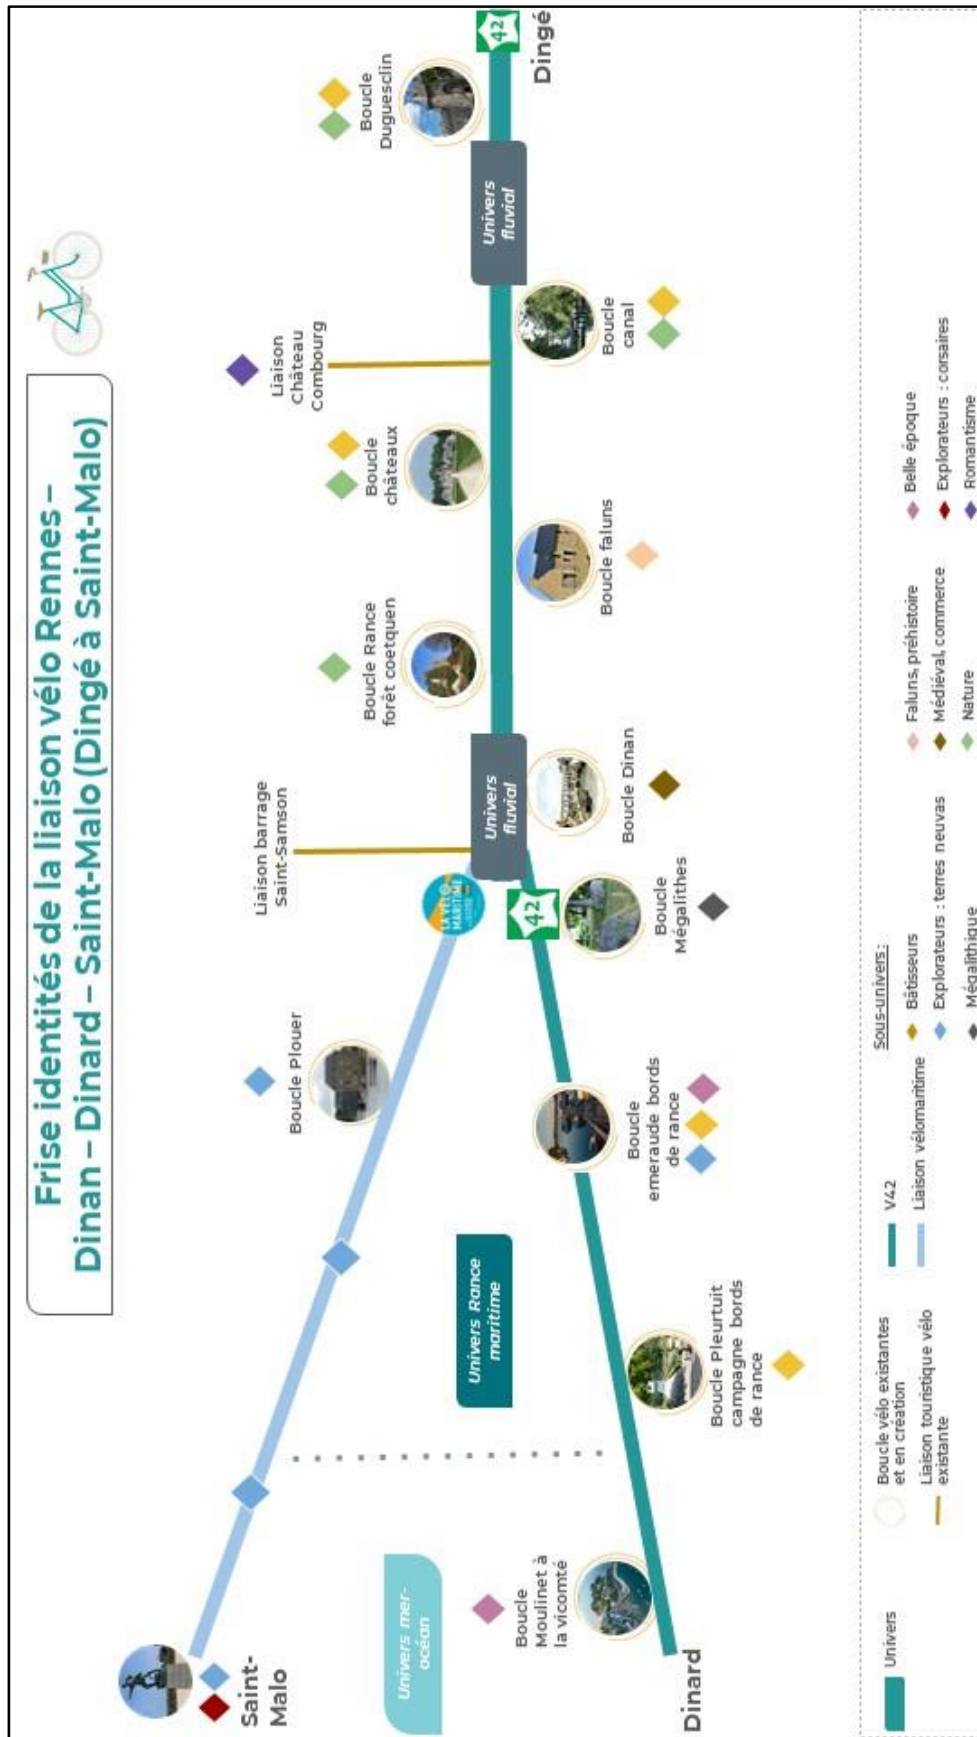 Frise identités de la liaison vélo Rennes –
Dinan – Dinard – Saint-Malo (Dingé à Saint-Malo)
Saint-
Malo
Univers mer-
océan
Boucle
Moulinet à
la vicomté
Dinard
Univers Rance
maritime
Boucle Pleurtuit
campagne bords
de rance
Boucle Plouer
Boucle
emeraude bords
de rance
Liaison barrage
Saint-Samson
LA VÉLO
MARITIME
42
Boucle
Mégalithes
Univers
fluvial
Boucle Dinan
Boucle Rance
forêt coetquen
Boucle faluns
Boucle
châteaux
Liaison
Château
Combourg
Boucle
canal
Univers
fluvial
Boucle
Duguesclin
42
Dingé
Univers
Boucle vélo existantes
et en création
Liaison touristique vélo
existante
V42
Liaison vélomaritime
Sous-univers :
Bâtisseurs
Explorateurs : terres neuvas
Mégalithique
Faluns, préhistoire
Médiéval, commerce
Nature
Belle époque
Explorateurs : corsaires
Romantisme